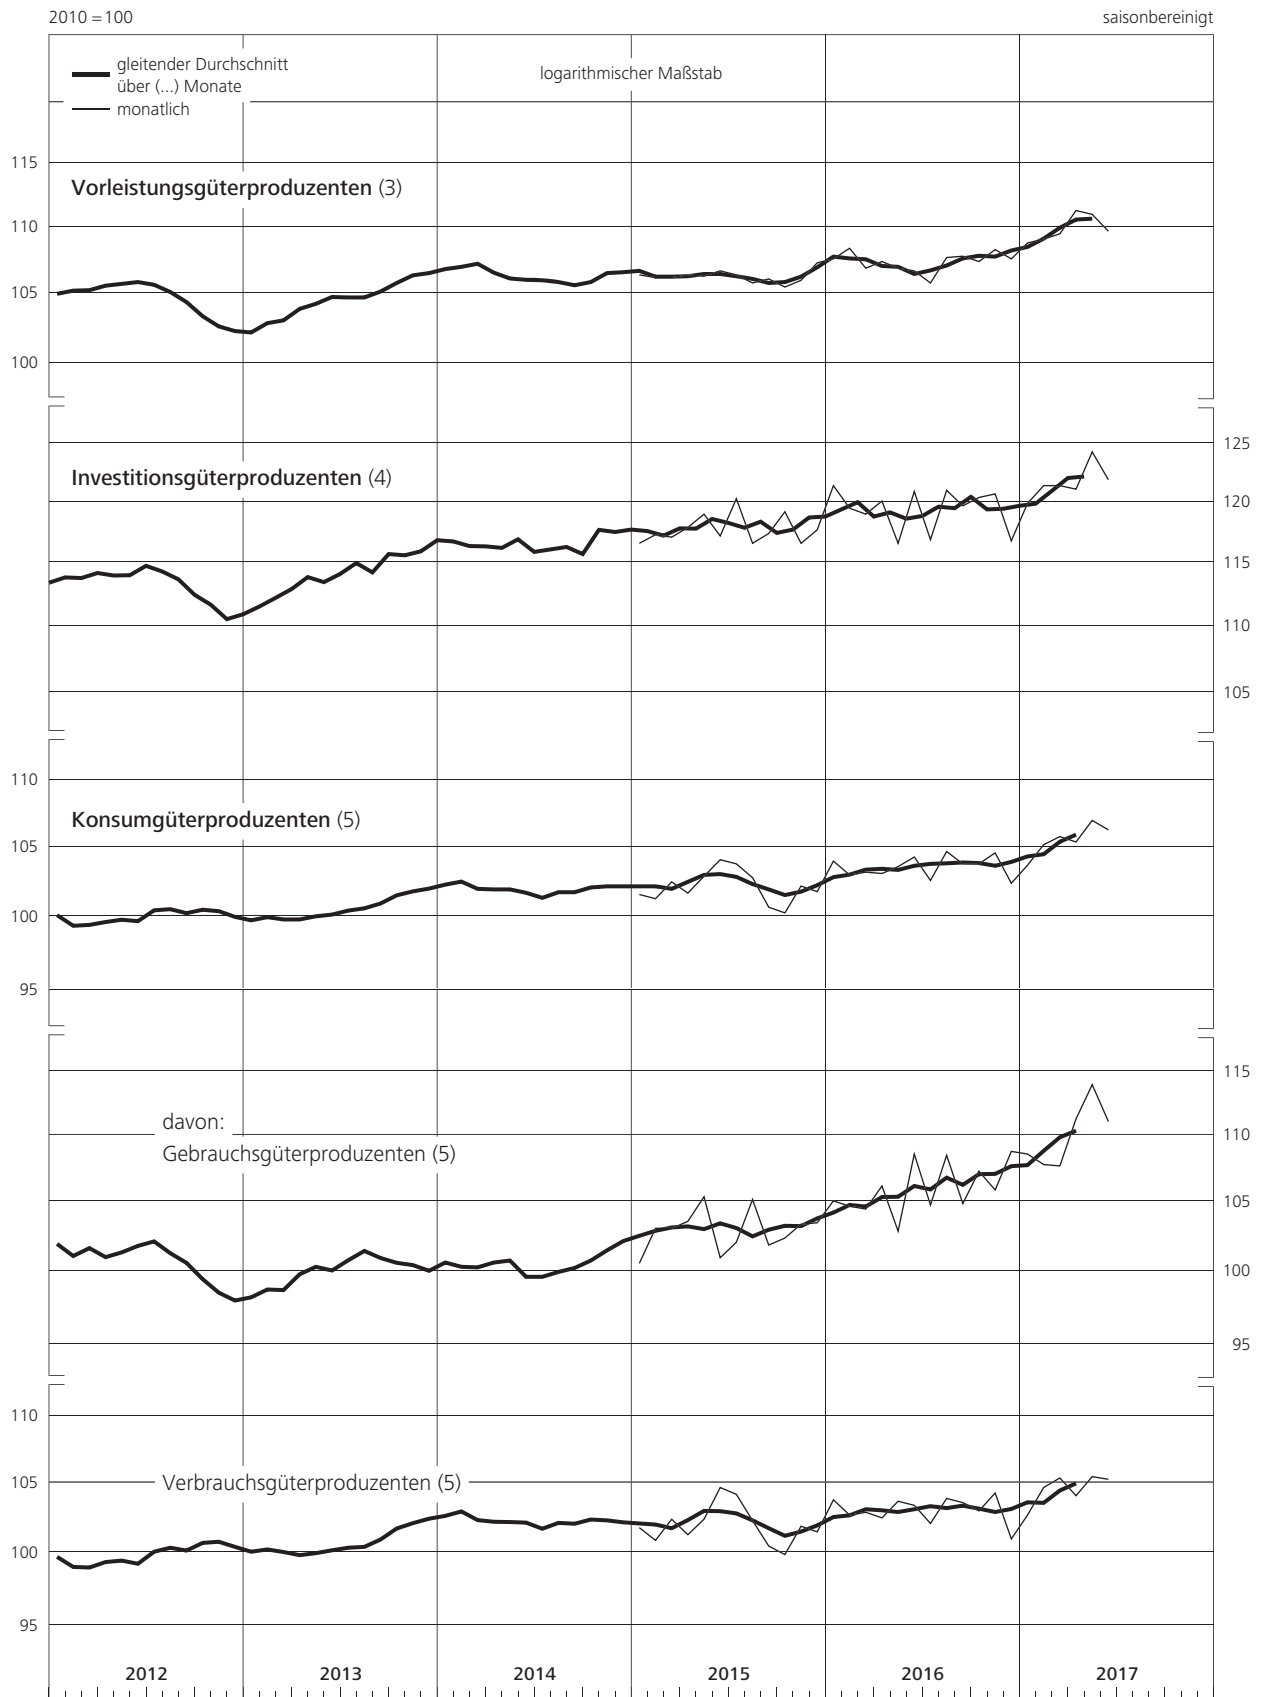 2010 = 100
saisonbereinigt
gleitender Durchschnitt
über (...) Monate
monatlich
logarithmischer Maßstab
115
Vorleistungsgüterproduzenten (3)
110
105
100
125
Investitionsgüterproduzenten (4)
120
115
110
105
110
Konsumgüterproduzenten (5)
105
100
95
115
davon:
110
Gebrauchsgüterproduzenten (5)
105
100
95
110
105
Verbrauchsgüterproduzenten (5)
100
95
2012 2013 2014 2015 2016 2017